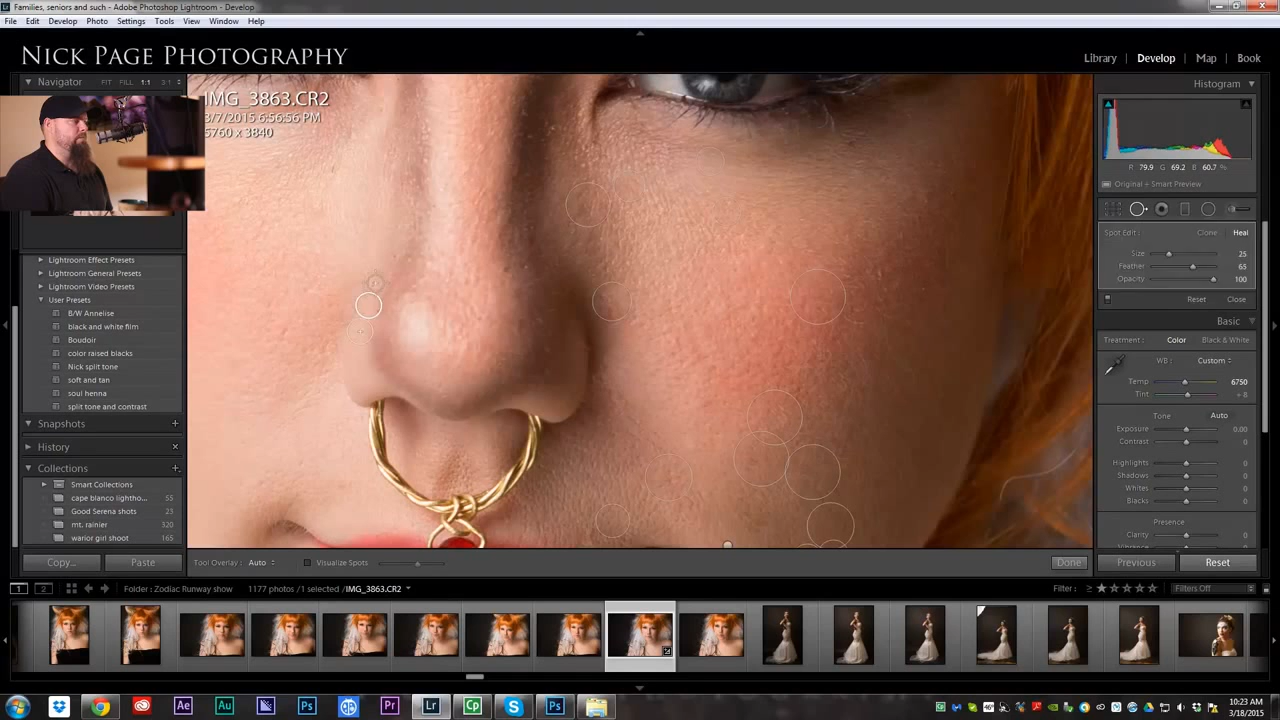 Families, seniors and such - Adobe Photoshop Lightroom - Develop
File Edit Develop Photo Settings Tools View Window Help
NICK PAGE PHOTOGRAPHY
Library | Develop | Map | Book
Navigator FIT FILL 1:1 3:1
Histogram
IMG_3863.CR2
3/7/2015 6:56:56 PM
5760 x 3840
R 79.9 G 69.2 B 60.7 %
Original + Smart Preview
Spot Edit : Clone Heal
Size 25
Feather 65
Opacity 100
Reset Close
Basic
Treatment : Color Black & White
WB : Custom
Temp 6750
Tint + 8
Tone Auto
Exposure 0.00
Contrast 0
Highlights 0
Shadows 0
Whites 0
Blacks 0
Presence
Clarity 0
Vibrance
Lightroom Effect Presets
Lightroom General Presets
Lightroom Video Presets
User Presets
B/W Annelise
black and white film
Boudoir
color raised blacks
Nick split tone
soft and tan
soul henna
split tone and contrast
Snapshots +
History ×
Collections +
Smart Collections
cape blanco lightho... 55
Good Serena shots 23
mt. rainier 320
warior girl shoot 165
Copy... Paste
Tool Overlay : Auto Visualize Spots Done
Previous Reset
1 2 Folder : Zodiac Runway show 1177 photos / 1 selected / IMG_3863.CR2 Filter : ≥ ★★★★★ Filters Off
Ae Au Ps Pr Lr Cp S Ps
10:23 AM
3/18/2015